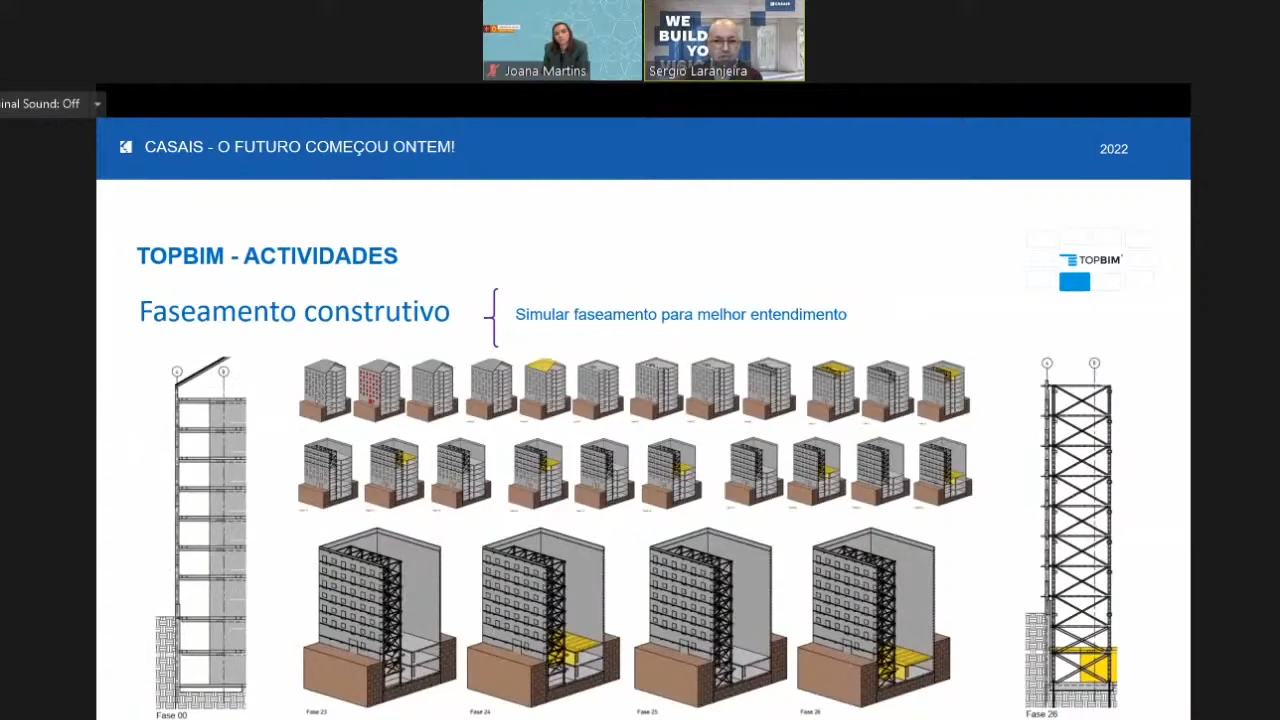 WE
BUILD
YO
CASAIS
Joana Martins
Sergio Laranjeira
inal Sound: Off
CASAIS - O FUTURO COMEÇOU ONTEM!
2022
TOPBIM - ACTIVIDADES
TOPBIM
Faseamento construtivo
Simular faseamento para melhor entendimento
Fase 00
Fase 23
Fase 24
Fase 25
Fase 26
Fase 26